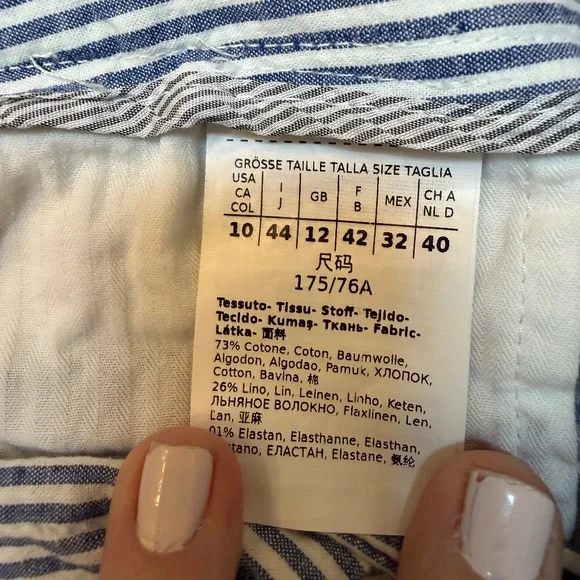 GRÖSSE TAILLE TALLA SIZE TAGLIA
USA CA COL I J GB F B MEX CH A NL D
10 44 12 42 32 40
尺码
175/76A
Tessuto- Tissu- Stoff- Tejido-
Tecido- Kumaş- Ткань- Fabric-
Látka- 面料
73% Cotone, Coton, Baumwolle,
Algodon, Algodao, Pamuk, ХЛОПОК,
Cotton, Bavlna, 棉
26% Lino, Lin, Leinen, Linho, Keten,
ЛЬНЯНОЕ ВОЛОКНО, Flaxlinen, Len,
Ľan, 亚麻
01% Elastan, Elasthanne, Elasthan,
ЕЛАСТАН, Elastane, 氨纶